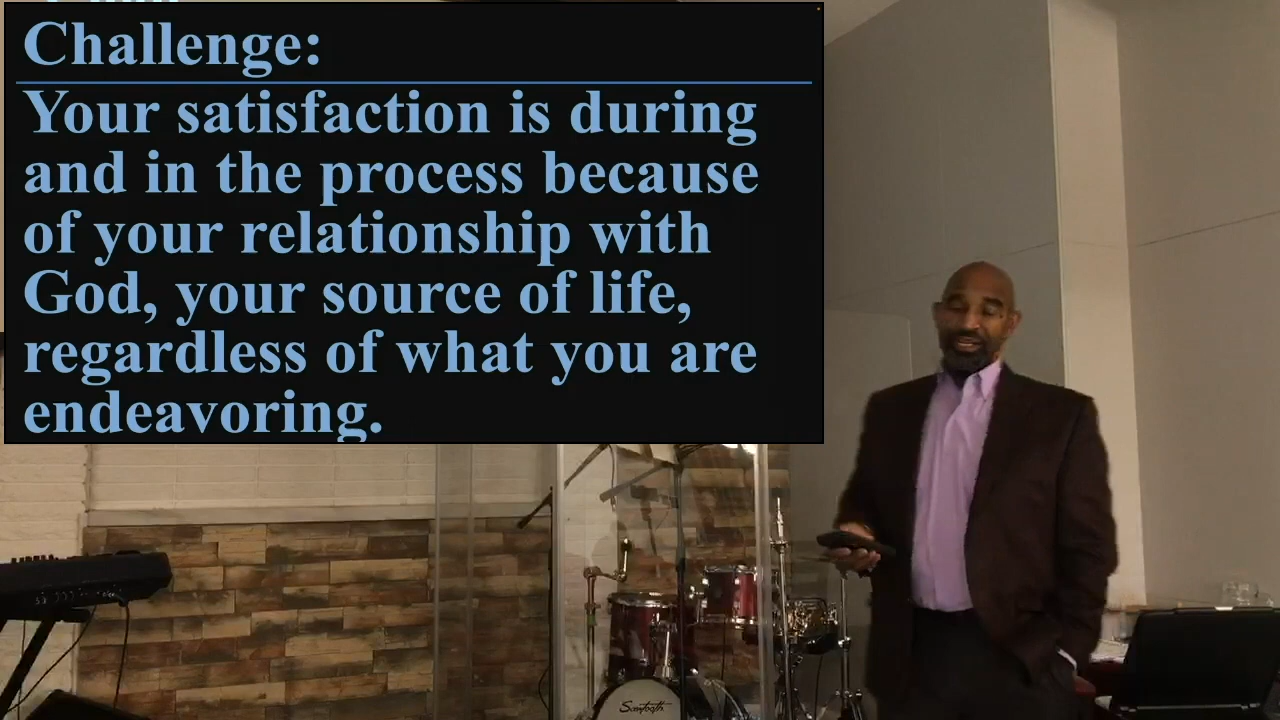 Challenge:
Your satisfaction is during
and in the process because
of your relationship with
God, your source of life,
regardless of what you are
endeavoring.
Sawtooth